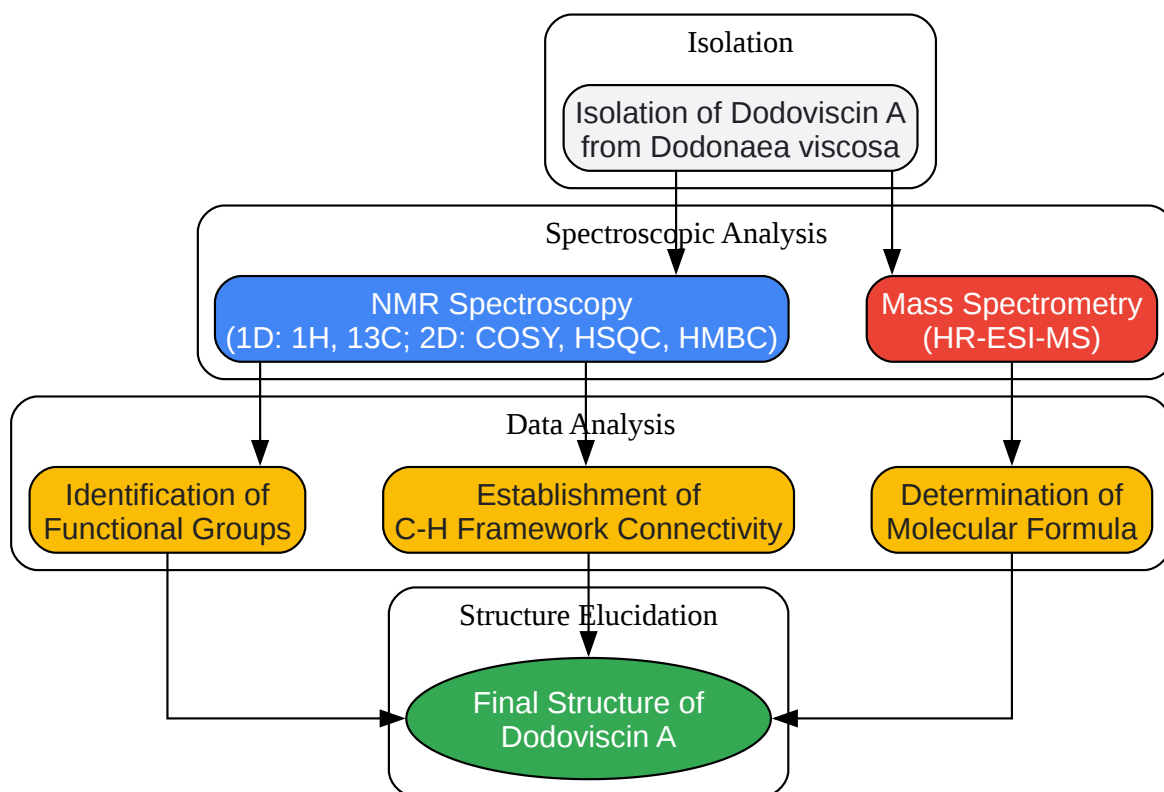 Isolation
Isolation of Dodoviscin A
from Dodonaea viscosa
Spectroscopic Analysis
NMR Spectroscopy
(1D: 1H, 13C; 2D: COSY, HSQC, HMBC)
Mass Spectrometry
(HR-ESI-MS)
Data Analysis
Identification of
Functional Groups
Establishment of
C-H Framework Connectivity
Determination of
Molecular Formula
Structure Elucidation
Final Structure of
Dodoviscin A